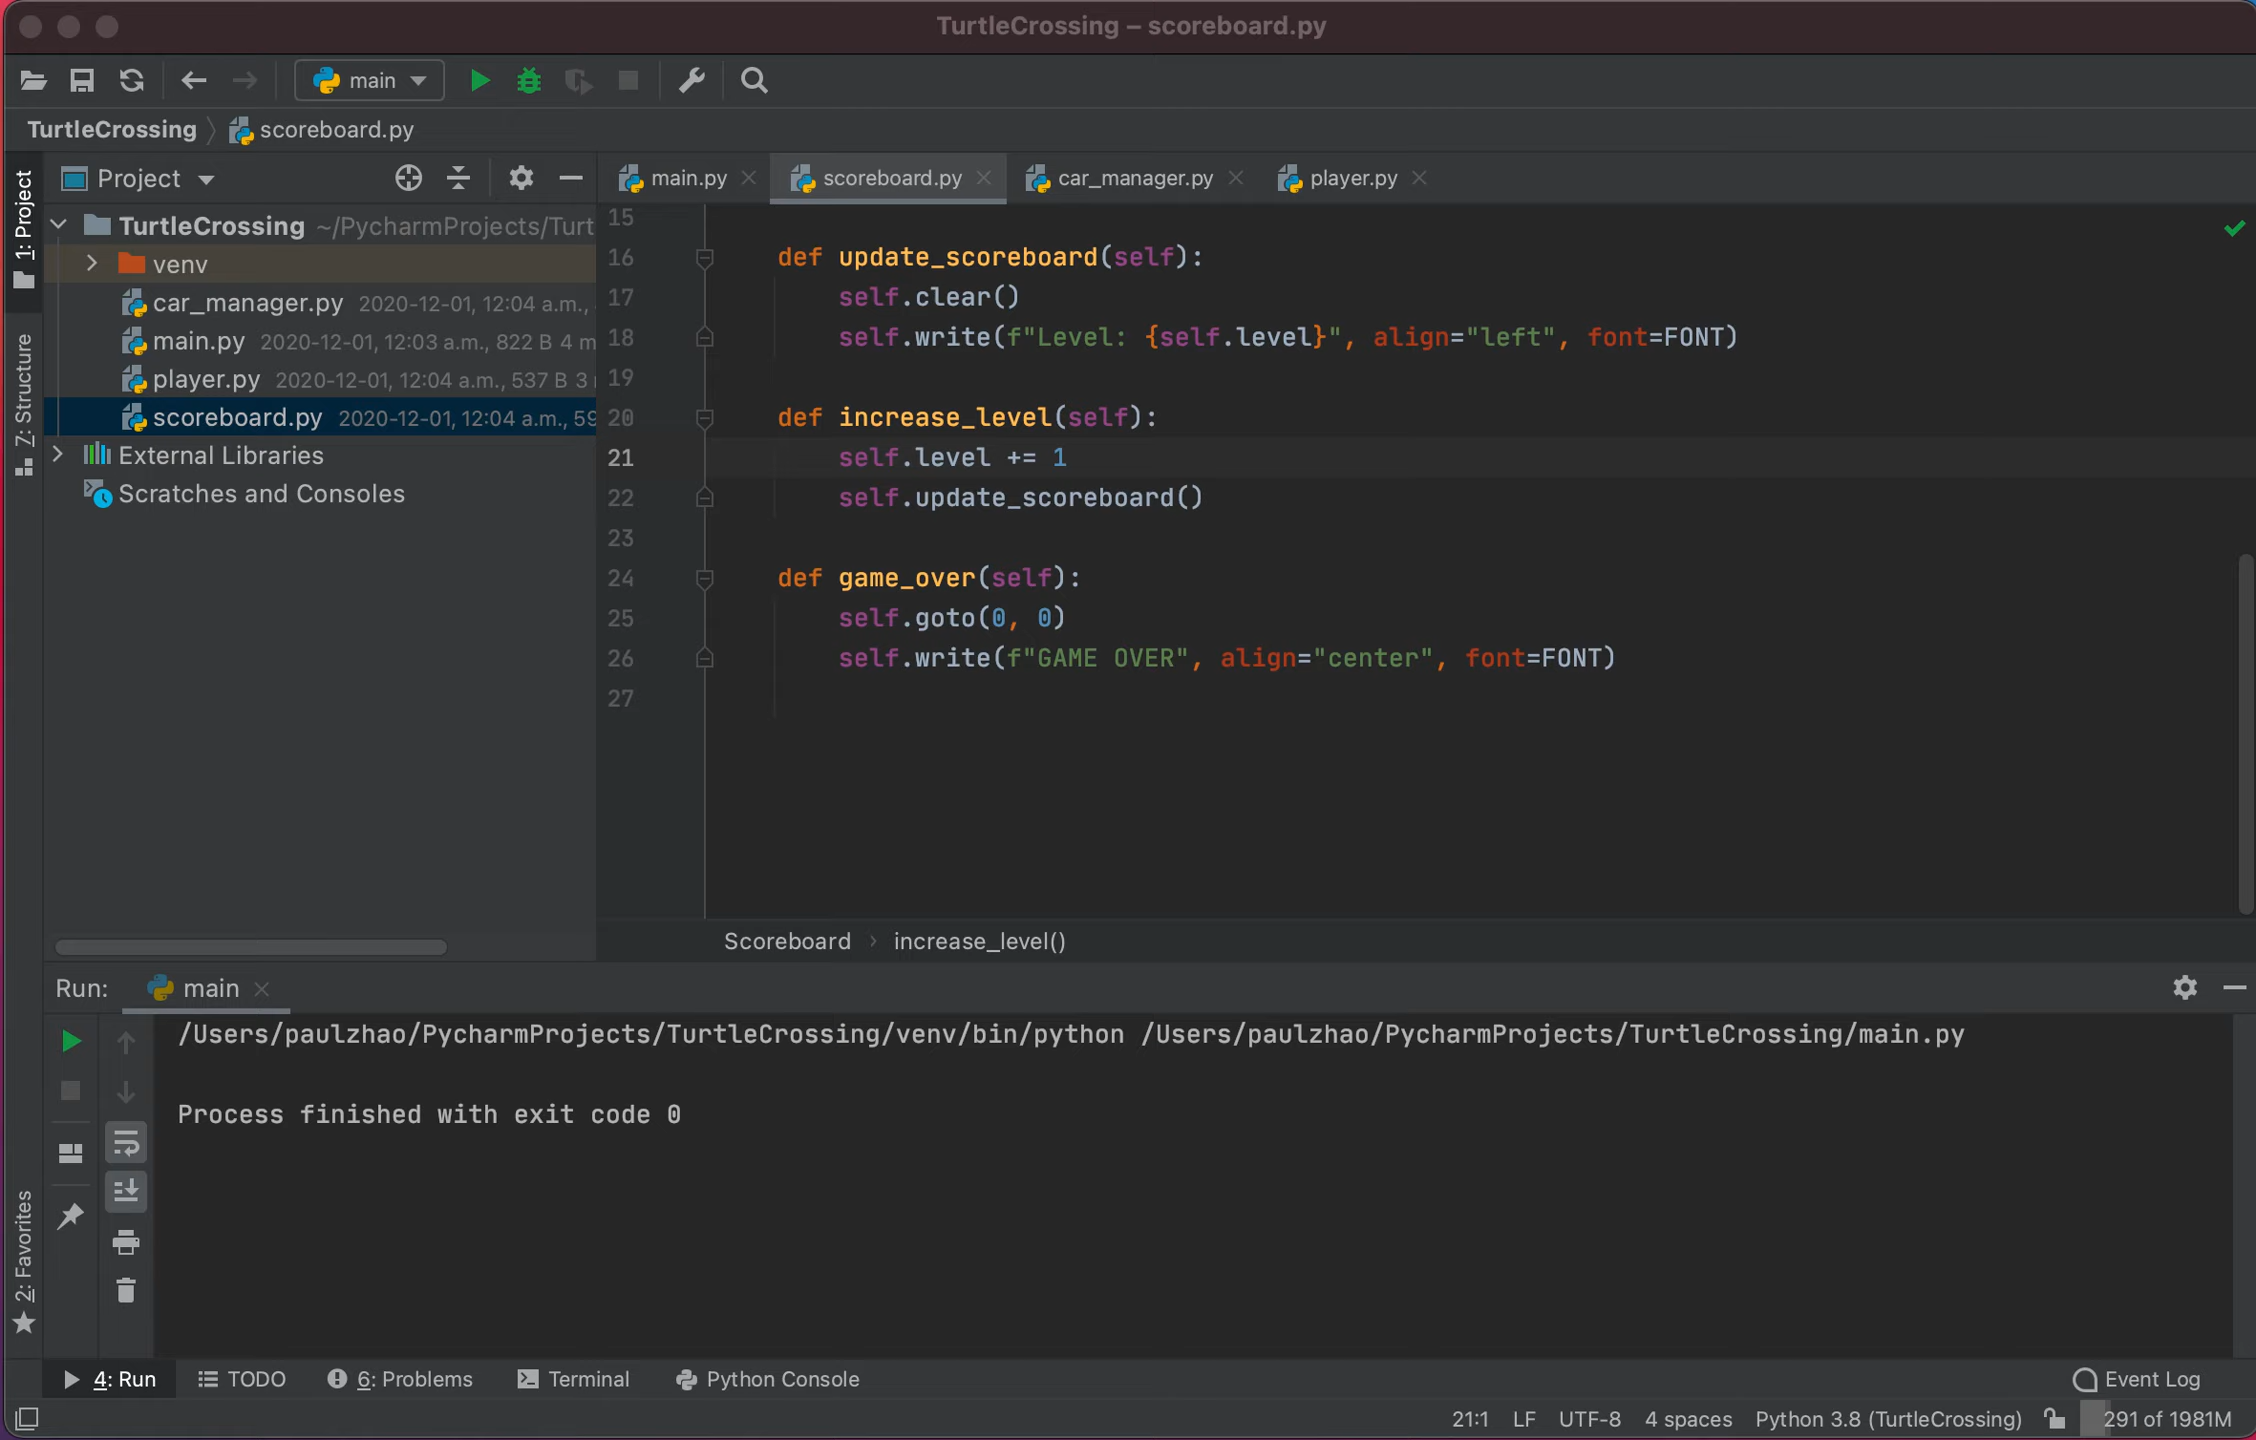 TurtleCrossing – scoreboard.py
main
TurtleCrossing
scoreboard.py
1: Project
7: Structure
2: Favorites
Project
TurtleCrossing ~/PycharmProjects/Turt
venv
car_manager.py 2020-12-01, 12:04 a.m.,
main.py 2020-12-01, 12:03 a.m., 822 B 4 m
player.py 2020-12-01, 12:04 a.m., 537 B 3
scoreboard.py 2020-12-01, 12:04 a.m., 59
External Libraries
Scratches and Consoles
main.py scoreboard.py car_manager.py player.py
15
16 def update_scoreboard(self):
17 self.clear()
18 self.write(f"Level: {self.level}", align="left", font=FONT)
19
20 def increase_level(self):
21 self.level += 1
22 self.update_scoreboard()
23
24 def game_over(self):
25 self.goto(0, 0)
26 self.write(f"GAME OVER", align="center", font=FONT)
27
Scoreboard › increase_level()
Run: main
/Users/paulzhao/PycharmProjects/TurtleCrossing/venv/bin/python /Users/paulzhao/PycharmProjects/TurtleCrossing/main.py
Process finished with exit code 0
4: Run TODO 6: Problems Terminal Python Console Event Log
21:1 LF UTF-8 4 spaces Python 3.8 (TurtleCrossing) 291 of 1981M